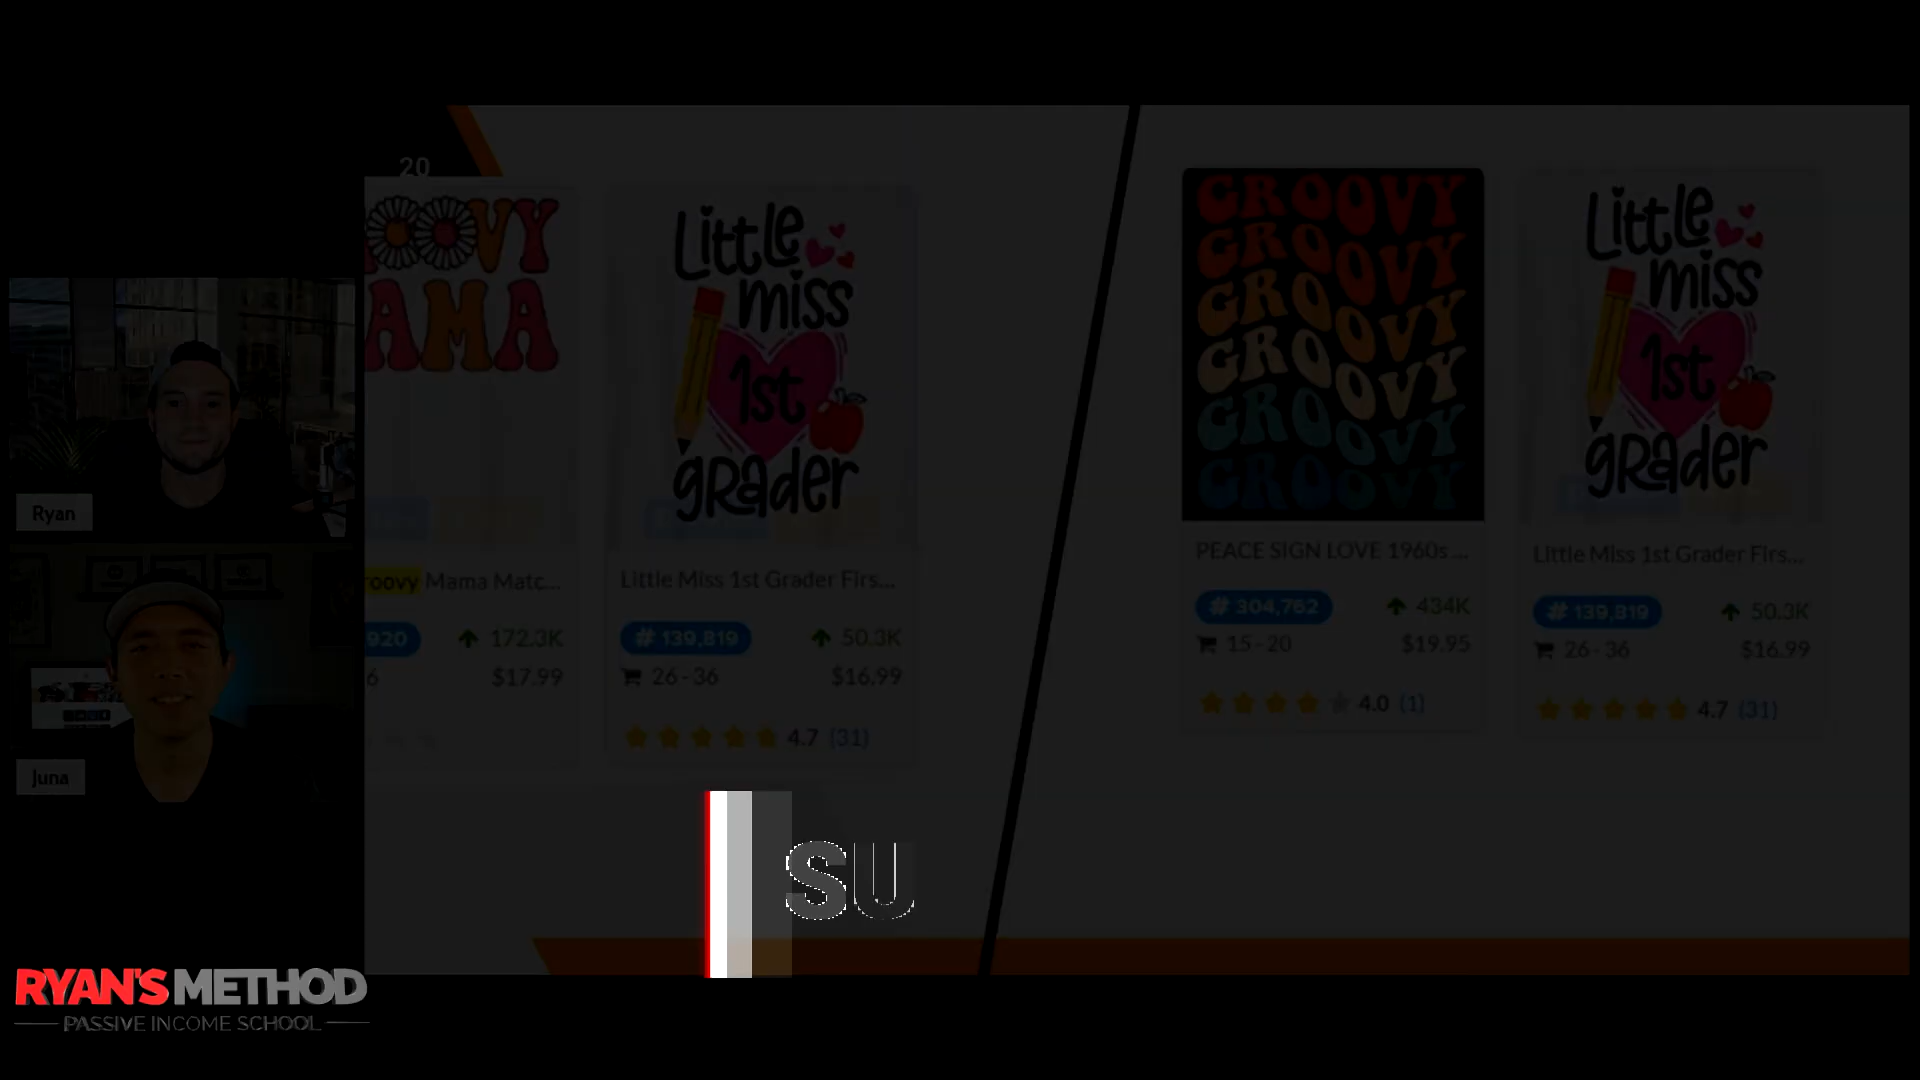 20
OOVY
AMA
Little
miss
1st
grader
roovy Mama Matc...
920
172.3K
6
$17.99
Little Miss 1st Grader Firs...
# 139,819
50.3K
26 - 36
$16.99
4.7 (31)
GROOVY
GROOVY
GROOVY
GROOVY
GROOVY
GROOVY
PEACE SIGN LOVE 1960s ...
# 304,762
434K
15 - 20
$19.95
4.0 (1)
Little
miss
1st
grader
Little Miss 1st Grader Firs...
# 139,819
50.3K
26 - 36
$16.99
4.7 (31)
Ryan
Juna
SU
RYAN'S METHOD
PASSIVE INCOME SCHOOL